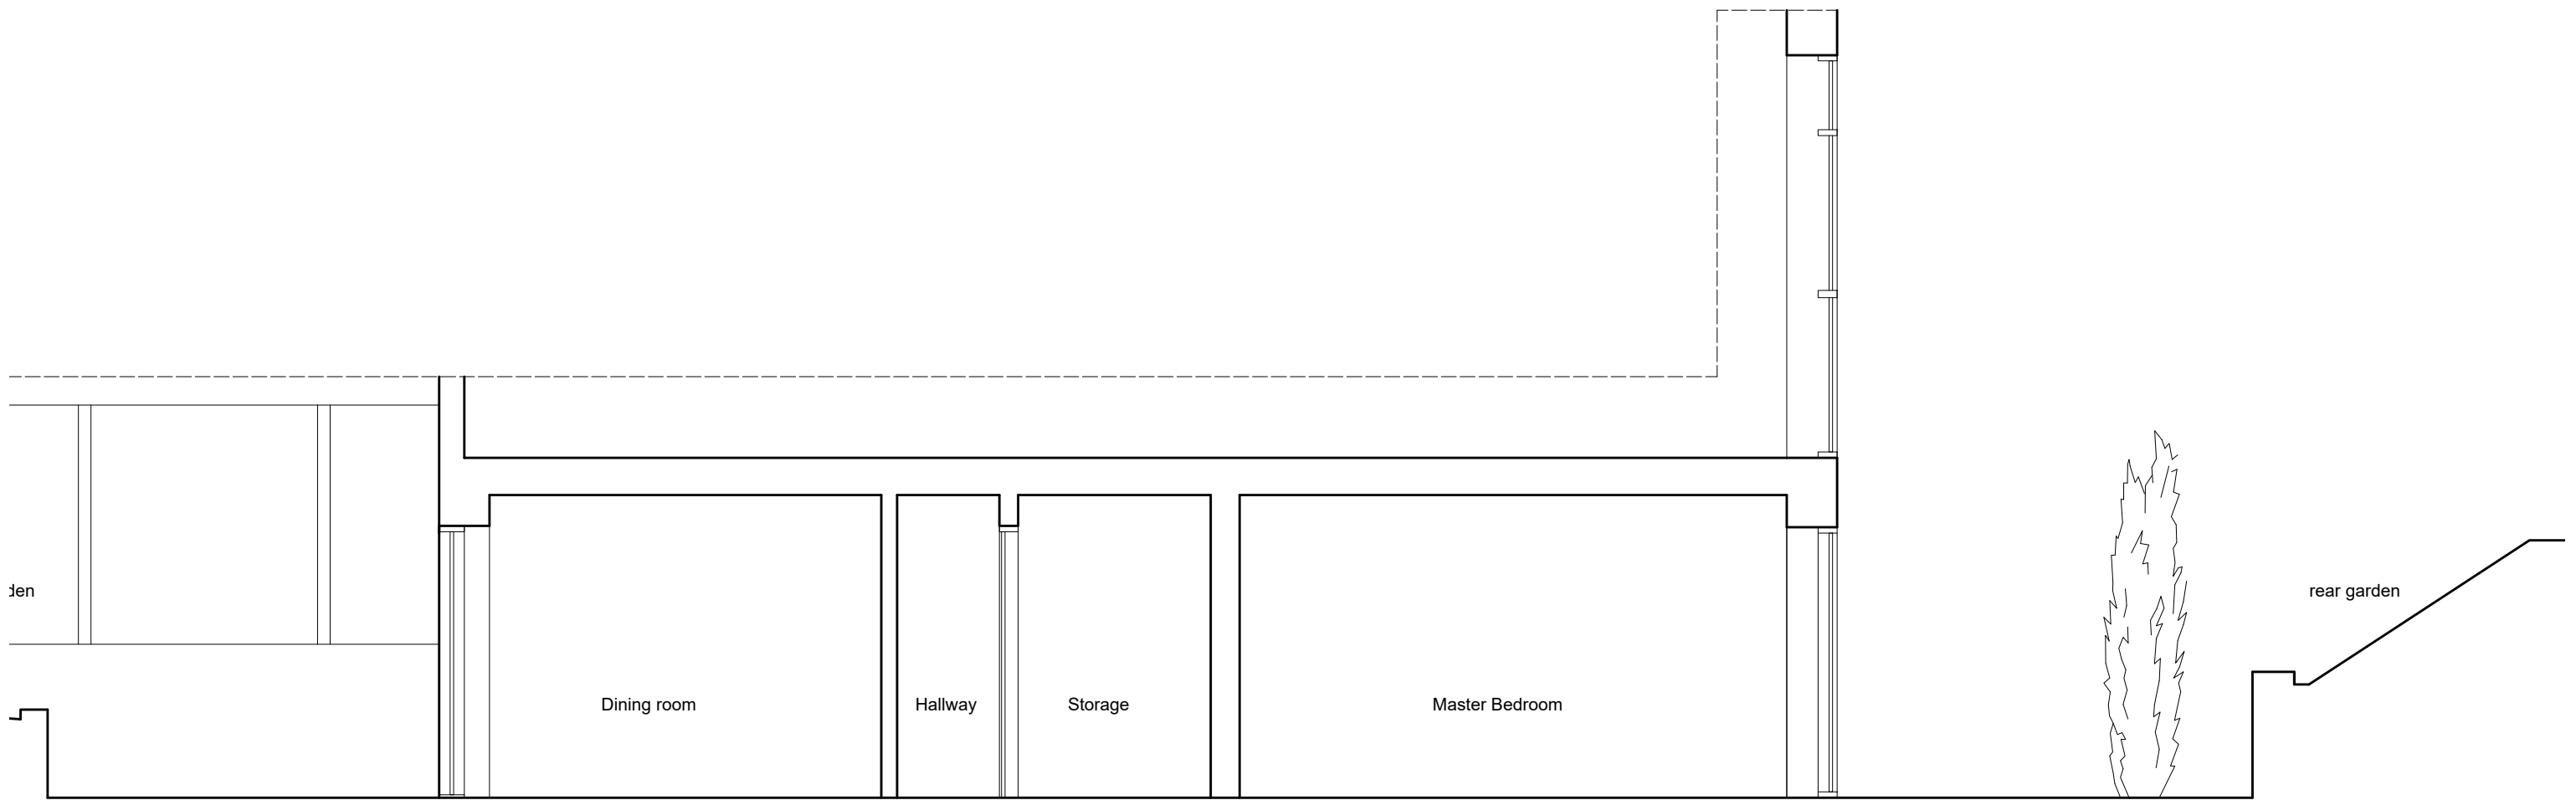 den
rear garden
Dining room
Hallway
Storage
Master Bedroom